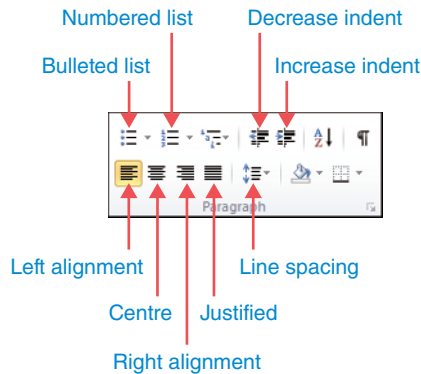 Numbered list Decrease indent
Bulleted list Increase indent
Paragraph
Left alignment Line spacing
Centre Justified
Right alignment